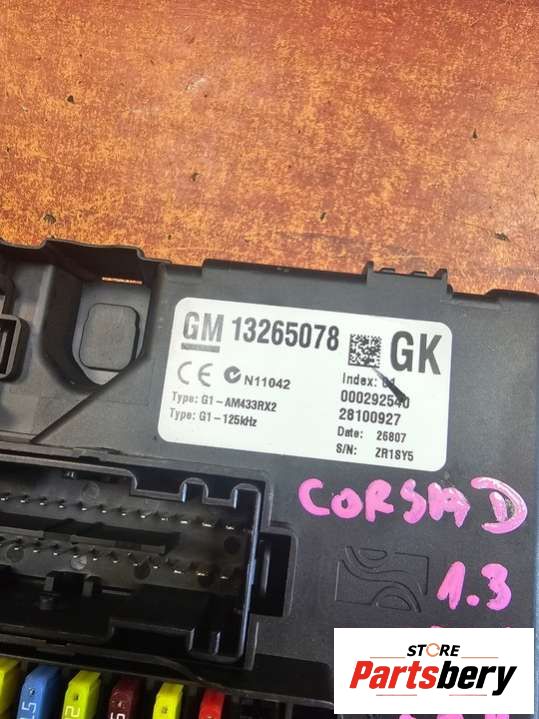 GM 13265078 GK
CE N11042
Index: 01
Type: G1-AM433RX2
000292540
Type: G1-125kHz
28100927
Date: 26807
S/N: ZR1SY5
CORSA D
1.3
STORE
Partsbery